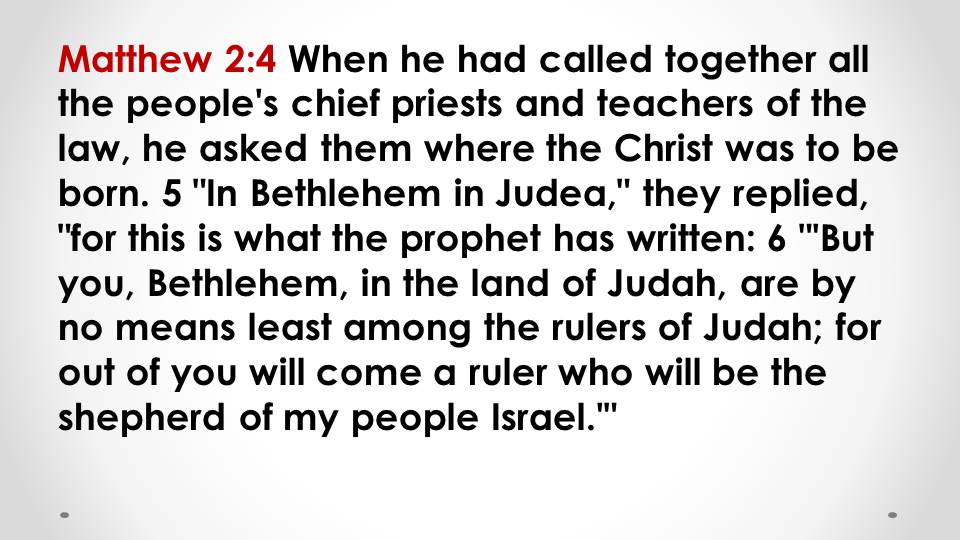 Matthew 2:4 When he had called together all
the people's chief priests and teachers of the
law, he asked them where the Christ was to be
born. 5 "In Bethlehem in Judea," they replied,
"for this is what the prophet has written: 6 "'But
you, Bethlehem, in the land of Judah, are by
no means least among the rulers of Judah; for
out of you will come a ruler who will be the
shepherd of my people Israel.'"